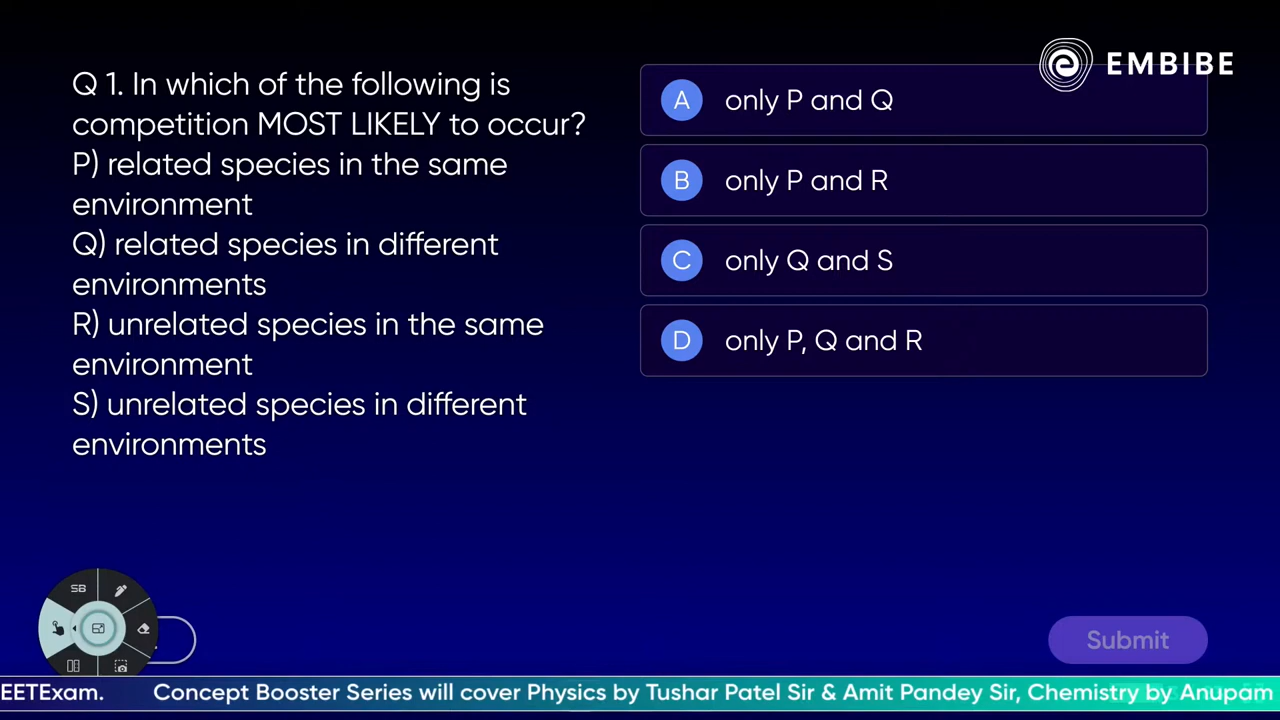 EMBIBE
Q 1. In which of the following is
competition MOST LIKELY to occur?
P) related species in the same
environment
Q) related species in different
environments
R) unrelated species in the same
environment
S) unrelated species in different
environments
A only P and Q
B only P and R
C only Q and S
D only P, Q and R
SB
Submit
EETExam. Concept Booster Series will cover Physics by Tushar Patel Sir & Amit Pandey Sir, Chemistry by Anupam